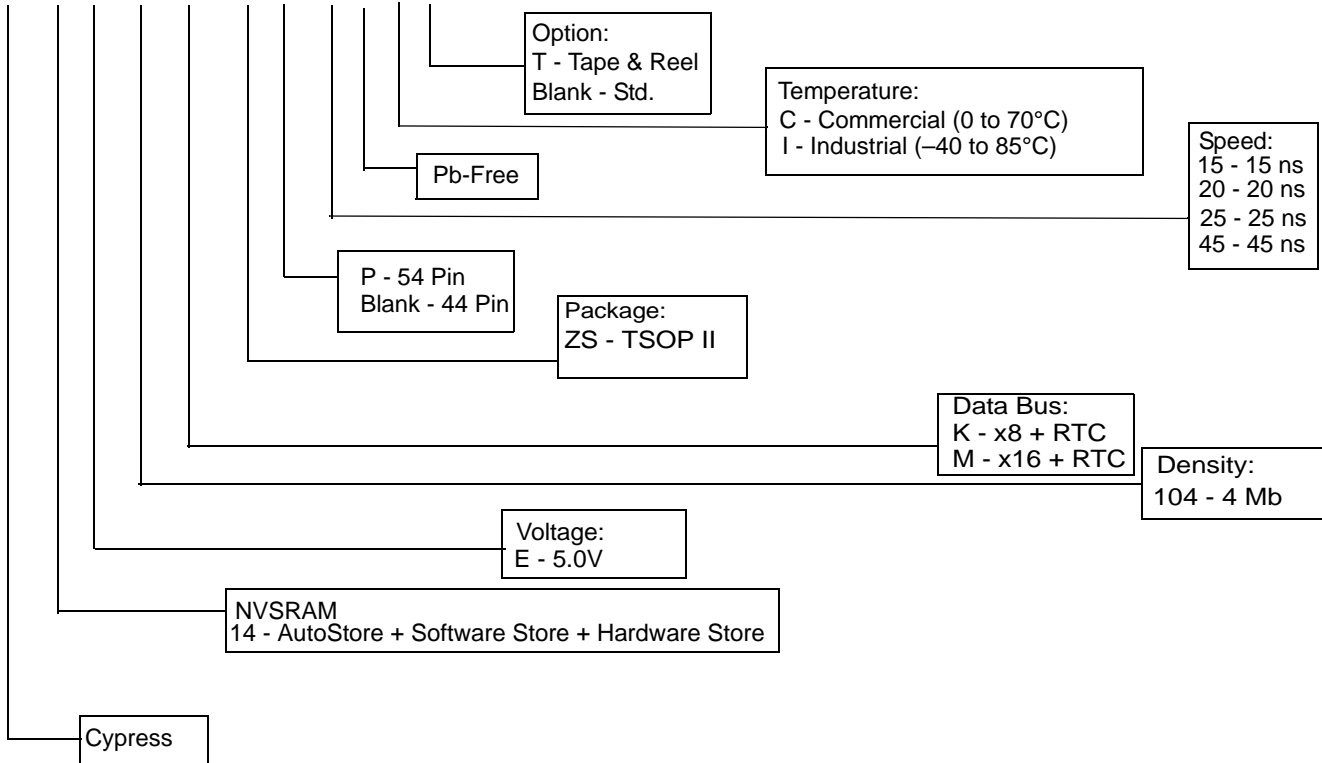 Option:
T - Tape & Reel
Blank - Std.
Temperature:
C - Commercial (0 to 70°C)
I - Industrial (–40 to 85°C)
Speed:
15 - 15 ns
20 - 20 ns
25 - 25 ns
45 - 45 ns
Pb-Free
P - 54 Pin
Blank - 44 Pin
Package:
ZS - TSOP II
Data Bus:
K - x8 + RTC
M - x16 + RTC
Density:
104 - 4 Mb
Voltage:
E - 5.0V
NVSRAM
14 - AutoStore + Software Store + Hardware Store
Cypress